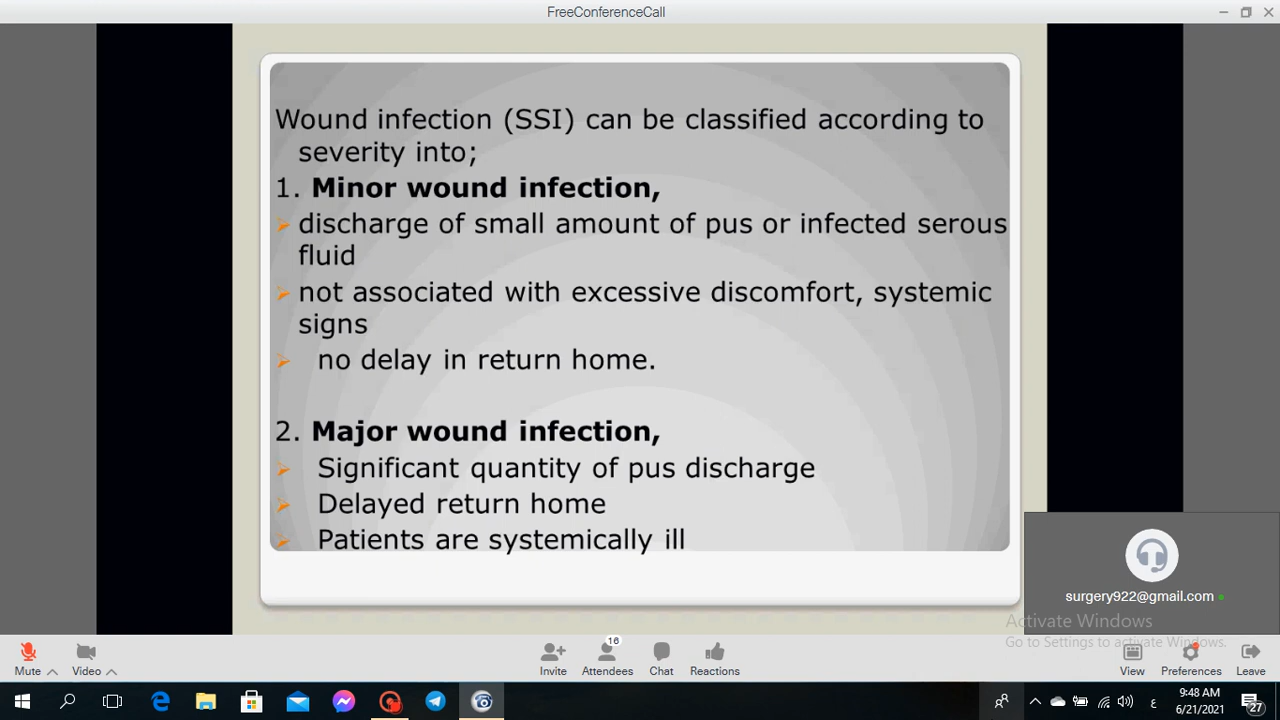 FreeConferenceCall
Wound infection (SSI) can be classified according to
severity into;
1. Minor wound infection,
discharge of small amount of pus or infected serous
fluid
not associated with excessive discomfort, systemic
signs
no delay in return home.
2. Major wound infection,
Significant quantity of pus discharge
Delayed return home
Patients are systemically ill
surgery922@gmail.com
Activate Windows
Go to Settings to activate Windows.
16
Mute
Video
Invite
Attendees
Chat
Reactions
View
Preferences
Leave
ع
9:48 AM
6/21/2021
27